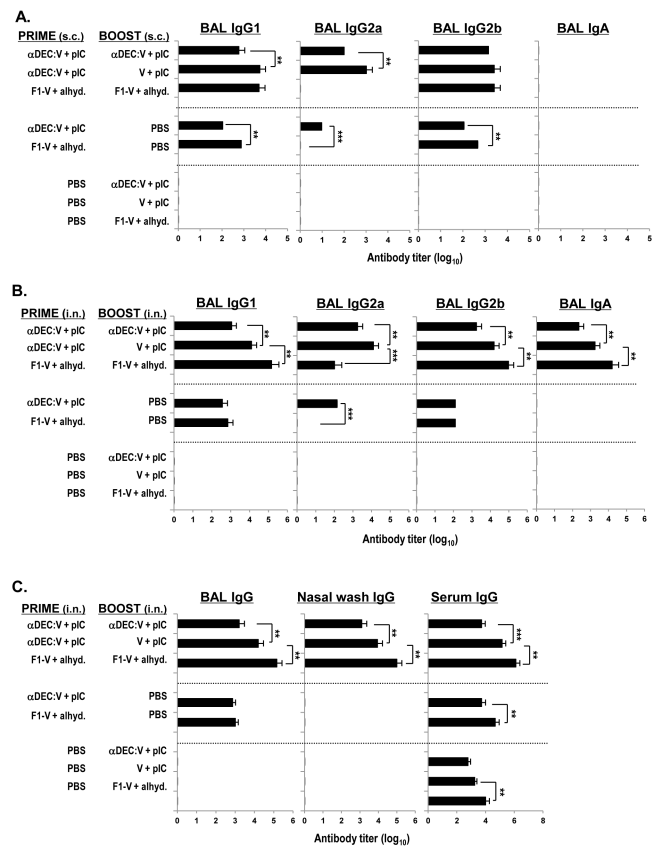 A.
BAL IgG1 BAL IgG2a BAL IgG2b BAL IgA
PRIME (s.c.) BOOST (s.c.)
αDEC:V + pIC αDEC:V + pIC
**
αDEC:V + pIC V + pIC
**
F1-V + alhyd. F1-V + alhyd.
αDEC:V + pIC PBS
** *** **
F1-V + alhyd. PBS
PBS αDEC:V + pIC
PBS V + pIC
PBS F1-V + alhyd.
0 1 2 3 4 5 0 1 2 3 4 5 0 1 2 3 4 5 0 1 2 3 4 5
Antibody titer (log10)
B.
BAL IgG1 BAL IgG2a BAL IgG2b BAL IgA
PRIME (i.n.) BOOST (i.n.)
αDEC:V + pIC αDEC:V + pIC
** ** ** **
αDEC:V + pIC V + pIC
** *** ** **
F1-V + alhyd. F1-V + alhyd.
αDEC:V + pIC PBS
***
F1-V + alhyd. PBS
PBS αDEC:V + pIC
PBS V + pIC
PBS F1-V + alhyd.
0 1 2 3 4 5 6 0 1 2 3 4 5 6 0 1 2 3 4 5 6 0 1 2 3 4 5 6
Antibody titer (log10)
C.
BAL IgG Nasal wash IgG Serum IgG
PRIME (i.n.) BOOST (i.n.)
αDEC:V + pIC αDEC:V + pIC
** ** ***
αDEC:V + pIC V + pIC
** ** **
F1-V + alhyd. F1-V + alhyd.
αDEC:V + pIC PBS
**
F1-V + alhyd. PBS
PBS αDEC:V + pIC
PBS V + pIC
PBS F1-V + alhyd.
**
0 1 2 3 4 5 6 0 1 2 3 4 5 6 0 2 4 6 8
Antibody titer (log10)